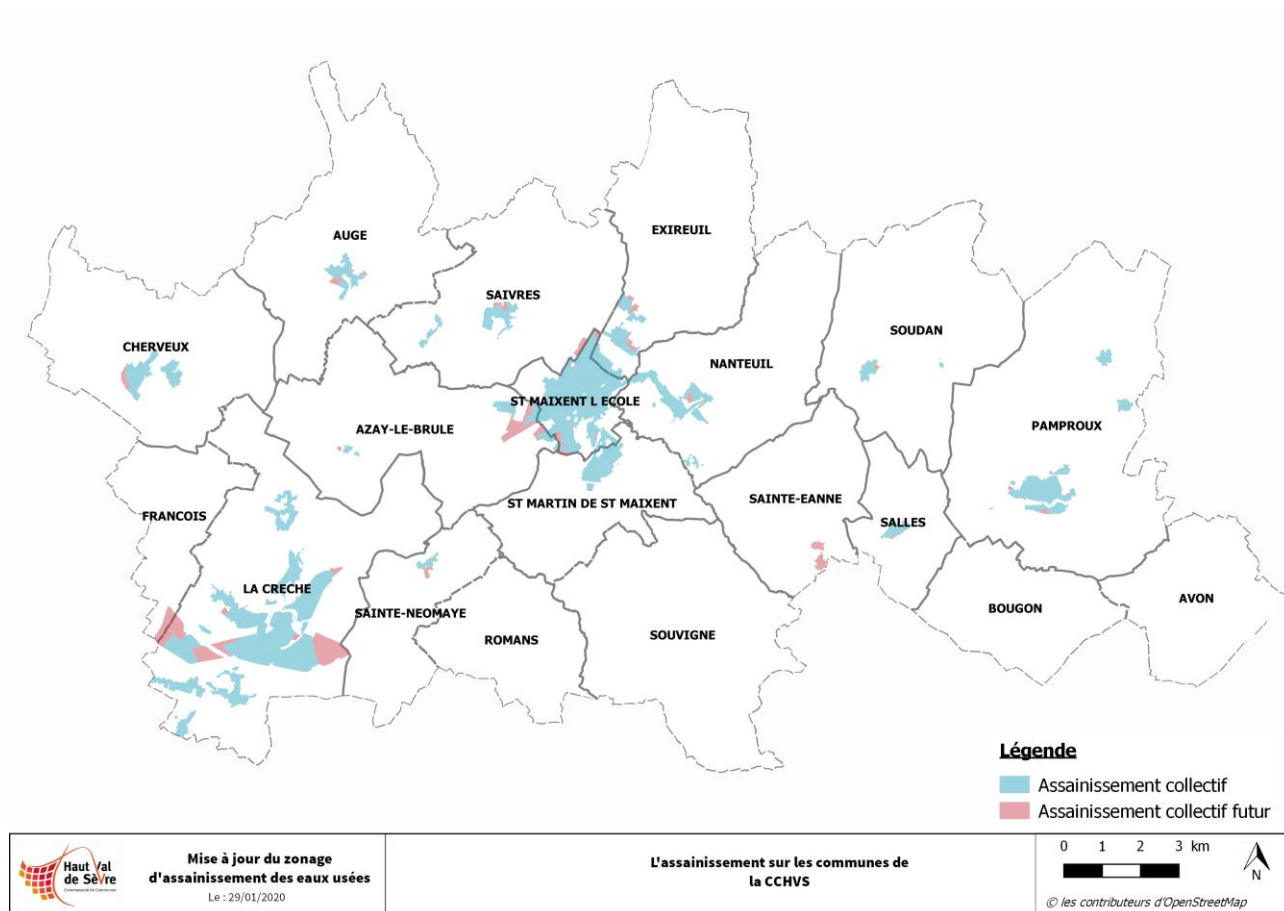 EXIREUIL
AUGE
SAIVRES
SOUDAN
CHERVEUX
NANTEUIL
ST MAIXENT L ECOLE
PAMPROUX
AZAY-LE-BRULE
SAINTE-EANNE
ST MARTIN DE ST MAIXENT
FRANCOIS
SALLES
LA CRECHE
AVON
BOUGON
SAINTE-NEOMAYE
SOUVIGNE
ROMANS
Légende
Assainissement collectif
Assainissement collectif futur
Haut Val
de Sèvre
Communauté de Communes
Mise à jour du zonage
d'assainissement des eaux usées
Le : 29/01/2020
L'assainissement sur les communes de
la CCHVS
0 1 2 3 km
N
© les contributeurs d'OpenStreetMap